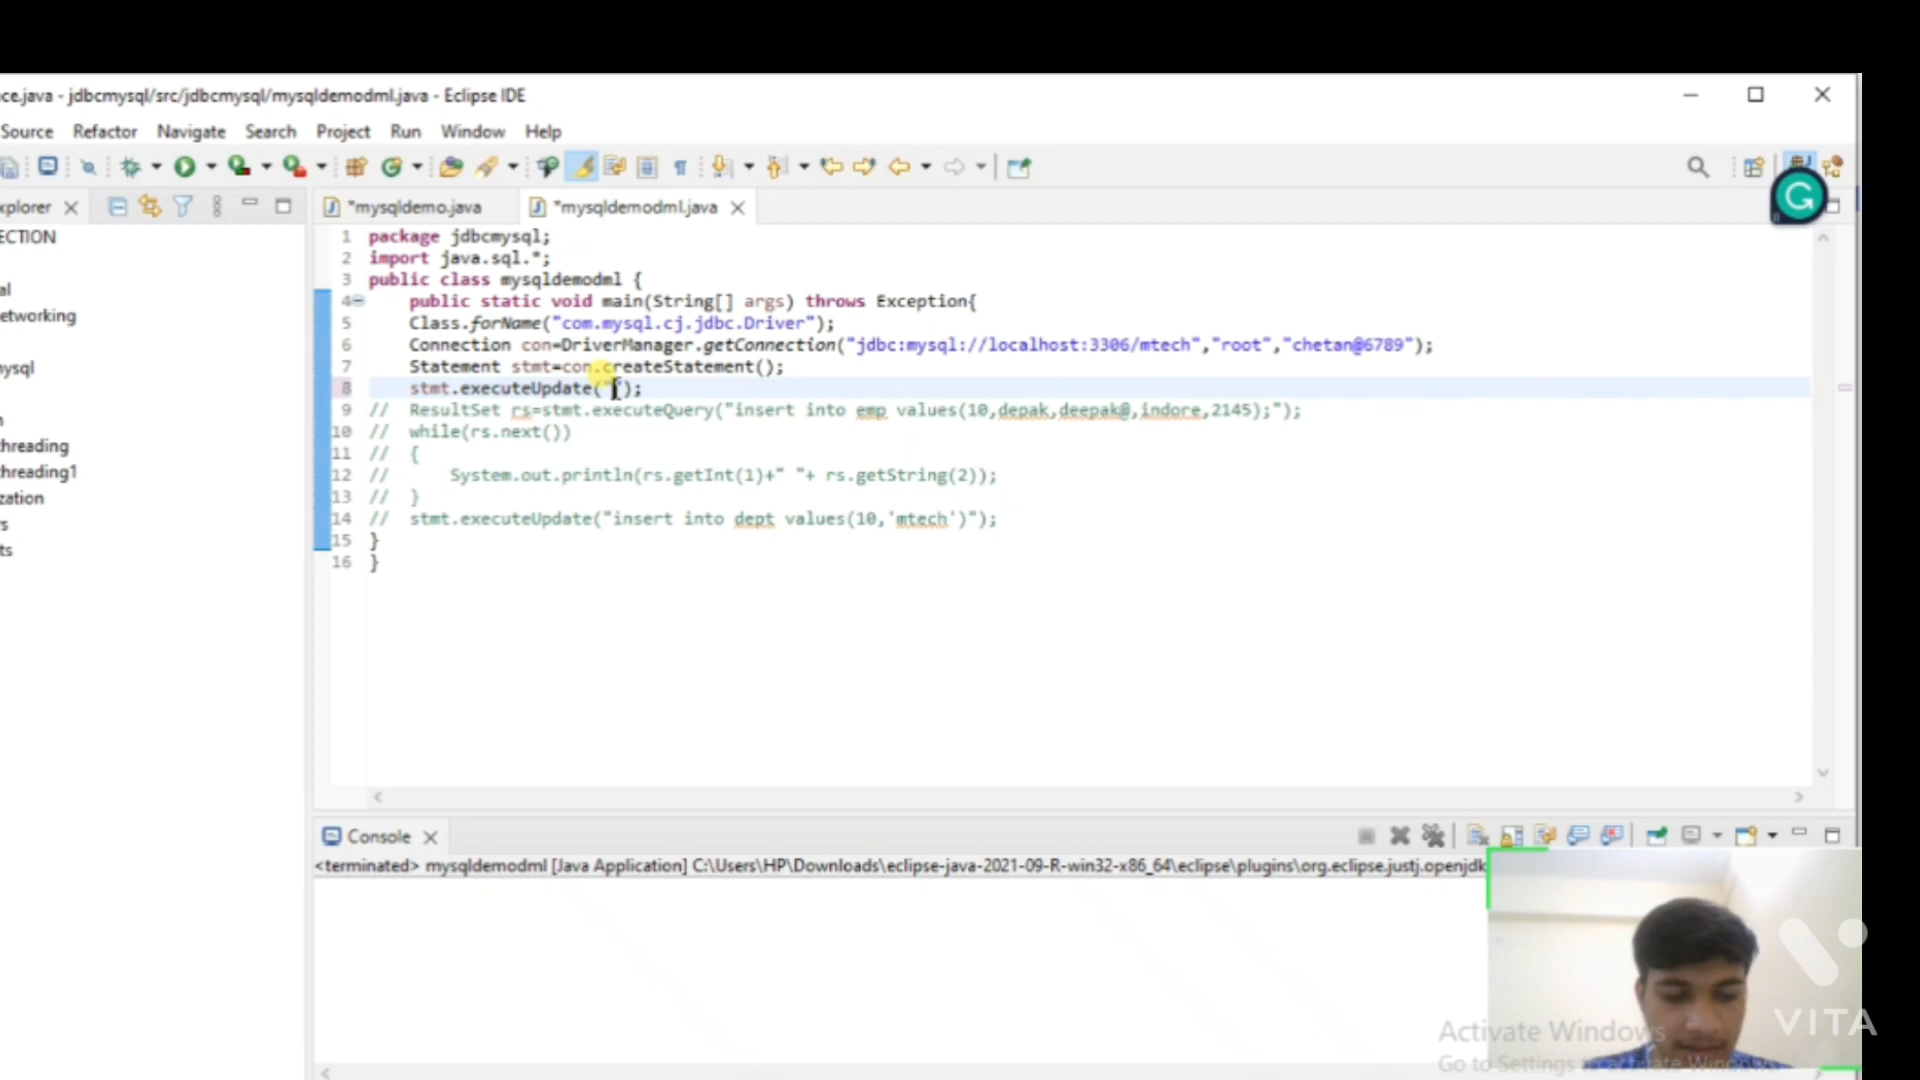 ce.java - jdbcmysql/src/jdbcmysql/mysqldemodml.java - Eclipse IDE
Source Refactor Navigate Search Project Run Window Help
xplorer
*mysqldemo.java
*mysqldemodml.java
ECTION
al
etworking
ysql
n
hreading
hreading1
zation
s
ts
1 package jdbcmysql;
2 import java.sql.*;
3 public class mysqldemodml {
4 public static void main(String[] args) throws Exception{
5 Class.forName("com.mysql.cj.jdbc.Driver");
6 Connection con=DriverManager.getConnection("jdbc:mysql://localhost:3306/mtech","root","chetan@6789");
7 Statement stmt=con.createStatement();
8 stmt.executeUpdate("");
9 // ResultSet rs=stmt.executeQuery("insert into emp values(10,depak,deepak@,indore,2145);");
10 // while(rs.next())
11 // {
12 // System.out.println(rs.getInt(1)+" "+ rs.getString(2));
13 // }
14 // stmt.executeUpdate("insert into dept values(10,'mtech')");
15 }
16 }
Console
<terminated> mysqldemodml [Java Application] C:\Users\HP\Downloads\eclipse-java-2021-09-R-win32-x86_64\eclipse\plugins\org.eclipse.justj.openjdk
Activate Windows
Go to Settings to activate Windows.
VITA